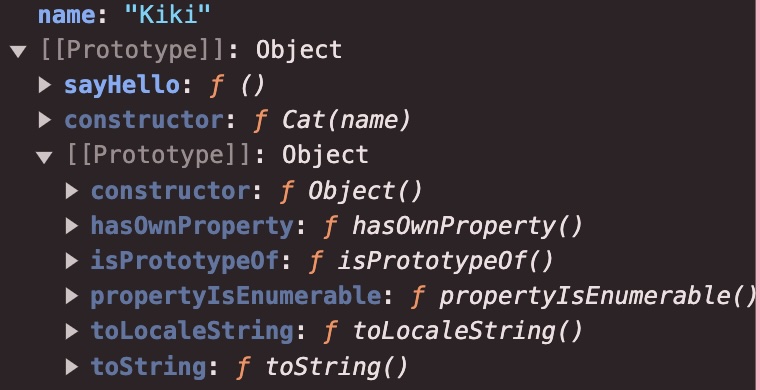 name: "Kiki"
[[Prototype]]: Object
sayHello: ƒ ()
constructor: ƒ Cat(name)
[[Prototype]]: Object
constructor: ƒ Object()
hasOwnProperty: ƒ hasOwnProperty()
isPrototypeOf: ƒ isPrototypeOf()
propertyIsEnumerable: ƒ propertyIsEnumerable()
toLocaleString: ƒ toLocaleString()
toString: ƒ toString()